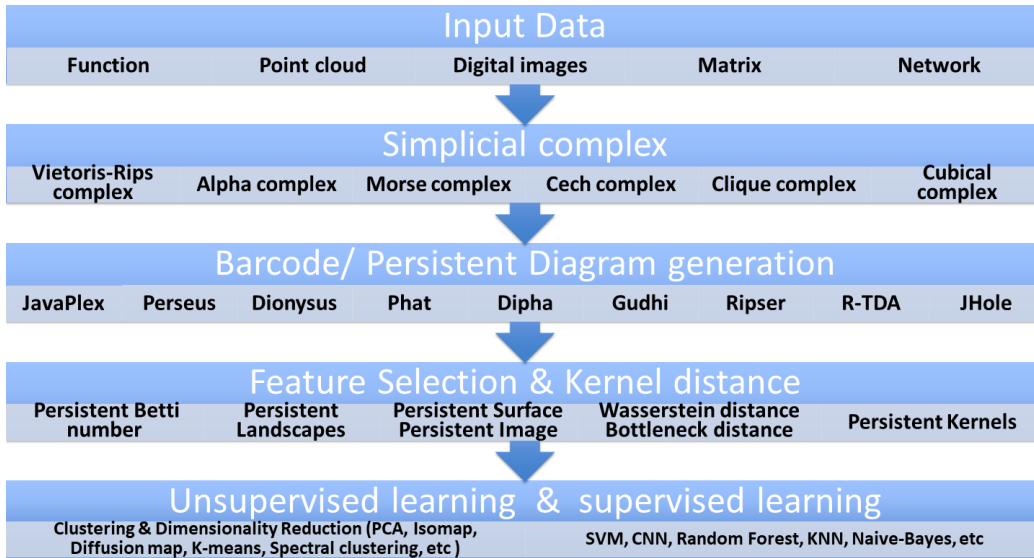 Input Data
Function Point cloud Digital images Matrix Network
Simplicial complex
Vietoris-Rips
complex
Alpha complex Morse complex Cech complex Clique complex
Cubical
complex
Barcode/ Persistent Diagram generation
JavaPlex Perseus Dionysus Phat Dipha Gudhi Ripser R-TDA JHole
Feature Selection & Kernel distance
Persistent Betti
number
Persistent
Landscapes
Persistent Surface
Persistent Image
Wasserstein distance
Bottleneck distance
Persistent Kernels
Unsupervised learning & supervised learning
Clustering & Dimensionality Reduction (PCA, Isomap,
Diffusion map, K-means, Spectral clustering, etc )
SVM, CNN, Random Forest, KNN, Naive-Bayes, etc